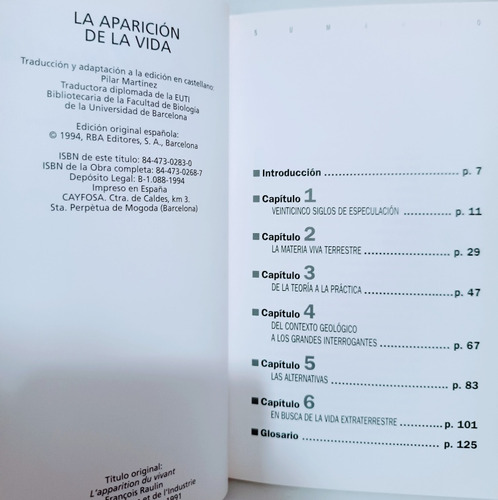 LA APARICIÓN
DE LA VIDA
Traducción y adaptación a la edición en castellano:
Pilar Martínez
Traductora diplomada de la EUTI
Bibliotecaria de la Facultad de Biología
de la Universidad de Barcelona
Edición original española:
© 1994, RBA Editores, S. A., Barcelona
ISBN de este título: 84-473-0283-0
ISBN de la Obra completa: 84-473-0268-7
Depósito Legal: B-1.088-1994
Impreso en España
CAYFOSA. Ctra. de Caldes, km 3.
Sta. Perpètua de Mogoda (Barcelona)
Título original:
L'apparition du vivant
François Raulin
et de l'Industrie
1991
S U M A R I O
Introducción p. 7
Capítulo 1
VEINTICINCO SIGLOS DE ESPECULACIÓN p. 11
Capítulo 2
LA MATERIA VIVA TERRESTRE p. 29
Capítulo 3
DE LA TEORÍA A LA PRÁCTICA p. 47
Capítulo 4
DEL CONTEXTO GEOLÓGICO
A LOS GRANDES INTERROGANTES p. 67
Capítulo 5
LAS ALTERNATIVAS p. 83
Capítulo 6
EN BUSCA DE LA VIDA EXTRATERRESTRE p. 101
Glosario p. 125